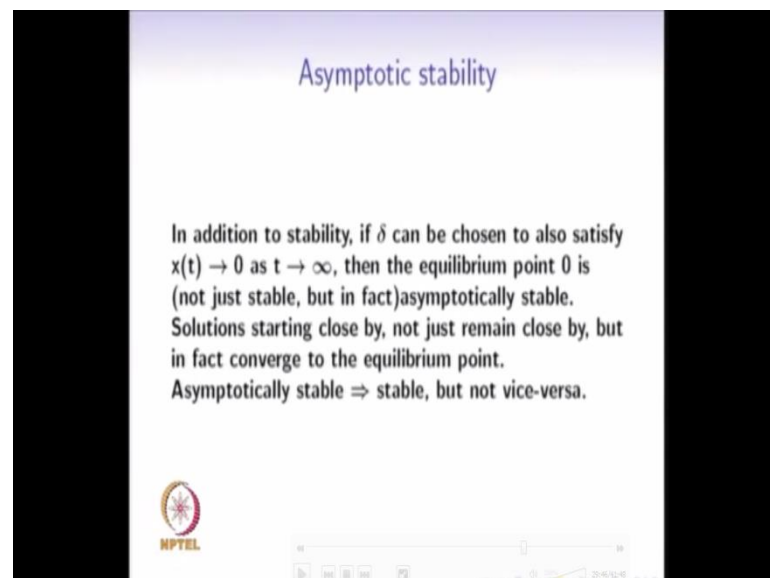 Asymptotic stability
In addition to stability, if δ can be chosen to also satisfy
x(t) → 0 as t → ∞, then the equilibrium point 0 is
(not just stable, but in fact)asymptotically stable.
Solutions starting close by, not just remain close by, but
in fact converge to the equilibrium point.
Asymptotically stable ⇒ stable, but not vice-versa.
NPTEL